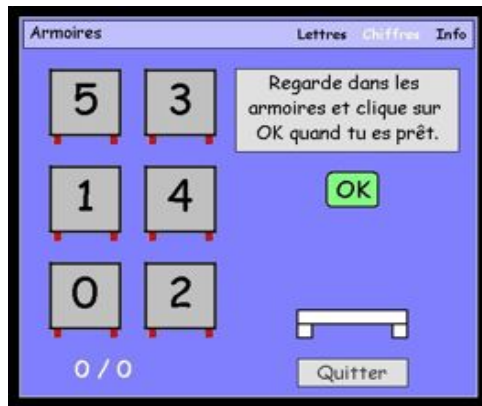 Armoires Lettres Chiffres Info
5 3
Regarde dans les
armoires et clique sur
OK quand tu es prêt.
1 4
OK
0 2
0 / 0
Quitter